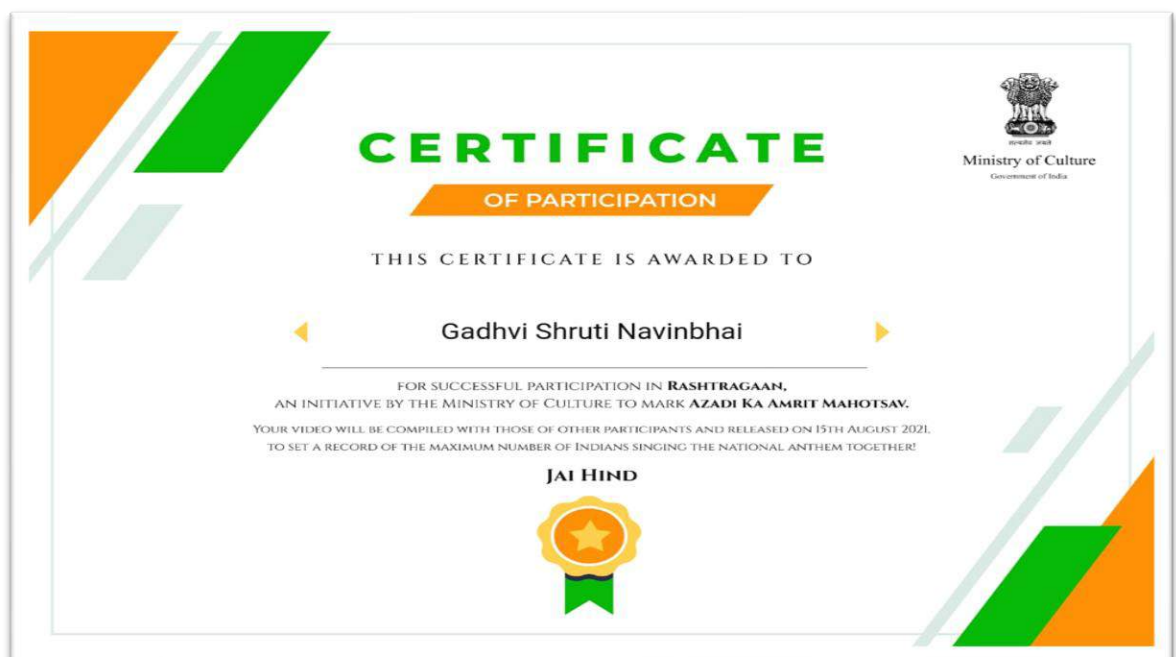 CERTIFICATE
OF PARTICIPATION
सत्यमेव जयते
Ministry of Culture
Government of India
THIS CERTIFICATE IS AWARDED TO
Gadhvi Shruti Navinbhai
FOR SUCCESSFUL PARTICIPATION IN RASHTRAGAAN,
AN INITIATIVE BY THE MINISTRY OF CULTURE TO MARK AZADI KA AMRIT MAHOTSAV.
YOUR VIDEO WILL BE COMPILED WITH THOSE OF OTHER PARTICIPANTS AND RELEASED ON 15TH AUGUST 2021,
TO SET A RECORD OF THE MAXIMUM NUMBER OF INDIANS SINGING THE NATIONAL ANTHEM TOGETHER!
JAI HIND